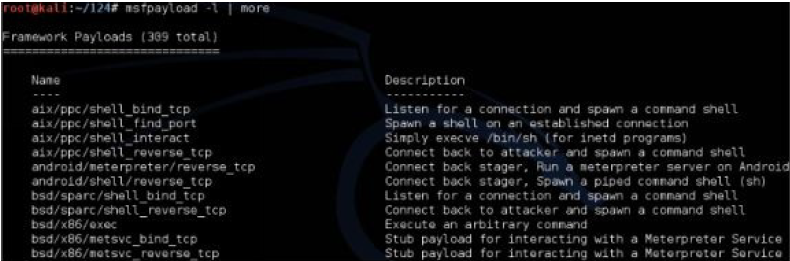 root@kali:~/124# msfpayload -l | more
Framework Payloads (309 total)
==============================
Name Description
---- -----------
aix/ppc/shell_bind_tcp Listen for a connection and spawn a command shell
aix/ppc/shell_find_port Spawn a shell on an established connection
aix/ppc/shell_interact Simply execve /bin/sh (for inetd programs)
aix/ppc/shell_reverse_tcp Connect back to attacker and spawn a command shell
android/meterpreter/reverse_tcp Connect back stager, Run a meterpreter server on Android
android/shell/reverse_tcp Connect back stager, Spawn a piped command shell (sh)
bsd/sparc/shell_bind_tcp Listen for a connection and spawn a command shell
bsd/sparc/shell_reverse_tcp Connect back to attacker and spawn a command shell
bsd/x86/exec Execute an arbitrary command
bsd/x86/metsvc_bind_tcp Stub payload for interacting with a Meterpreter Service
bsd/x86/metsvc_reverse_tcp Stub payload for interacting with a Meterpreter Service